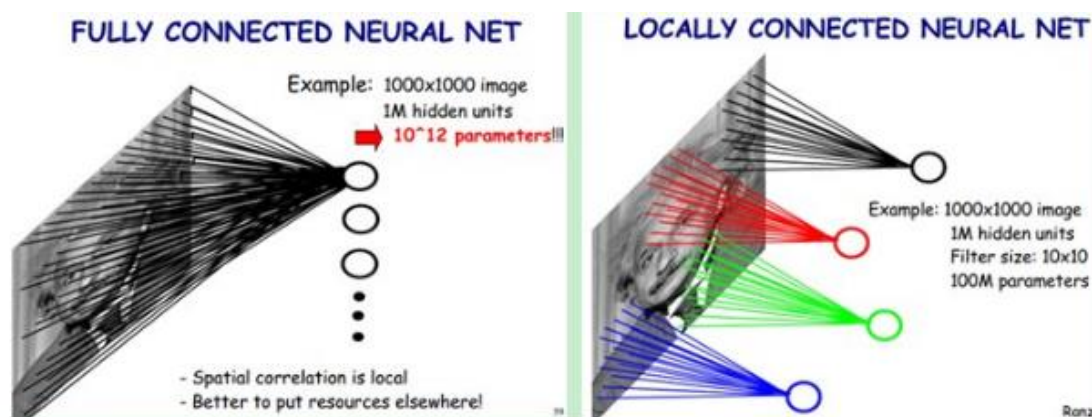 FULLY CONNECTED NEURAL NET
Example: 1000x1000 image
1M hidden units
10^12 parameters!!!
- Spatial correlation is local
- Better to put resources elsewhere!
LOCALLY CONNECTED NEURAL NET
Example: 1000x1000 image
1M hidden units
Filter size: 10x10
100M parameters